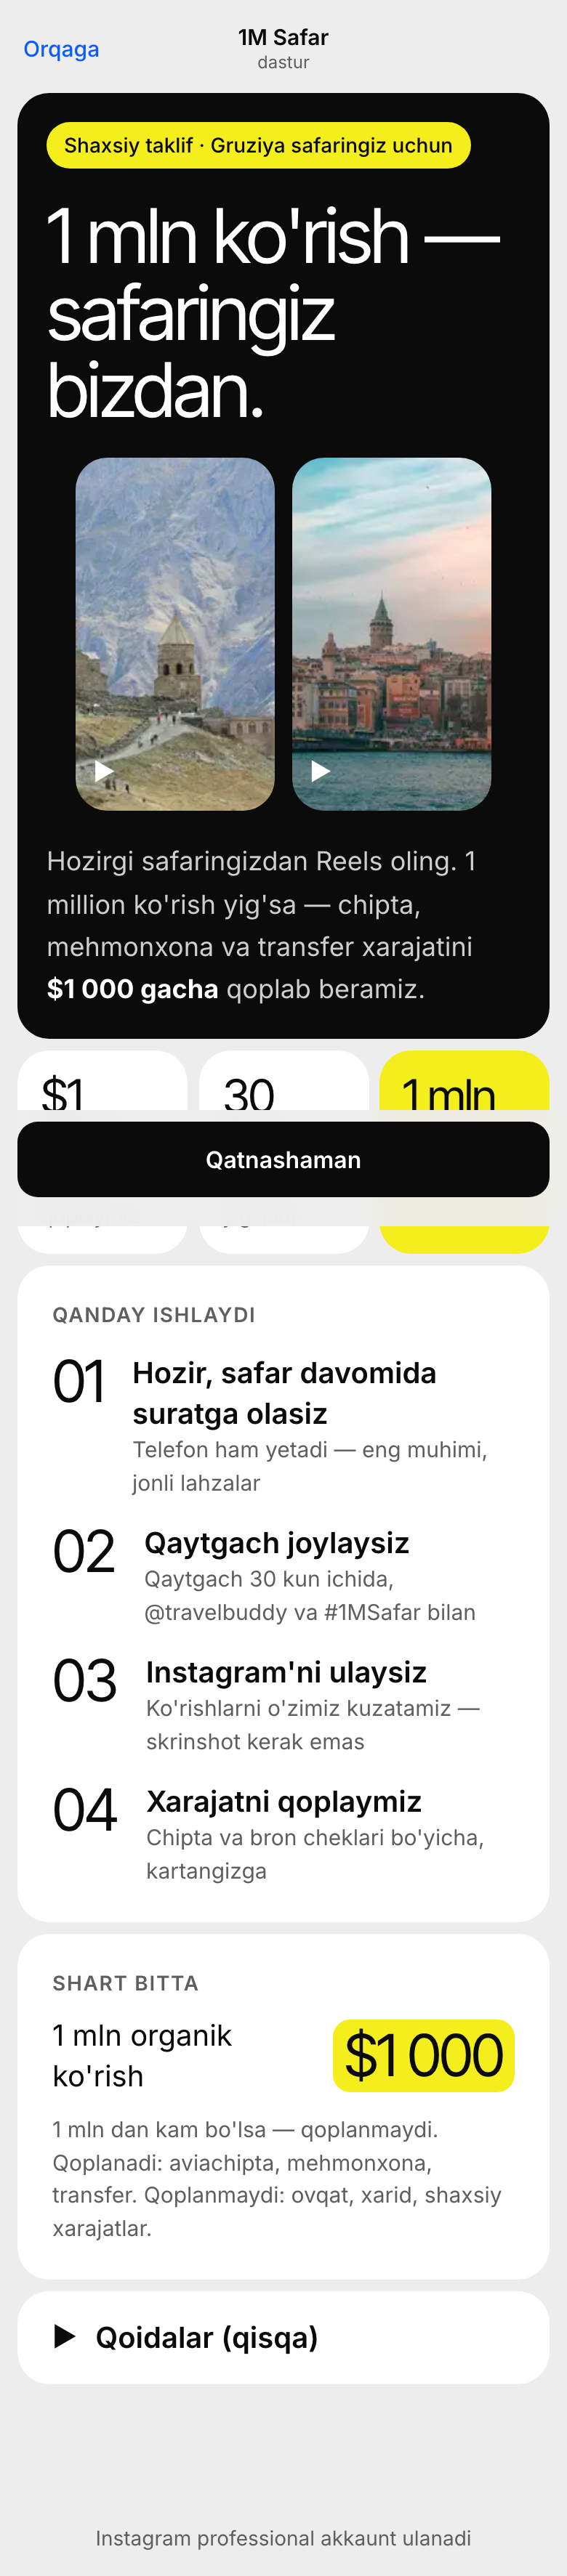 Orqaga
1M Safar
dastur
Shaxsiy taklif · Gruziya safaringiz uchun
1 mln ko'rish —
safaringiz
bizdan.
Hozirgi safaringizdan Reels oling. 1
million ko'rish yig'sa — chipta,
mehmonxona va transfer xarajatini
$1 000 gacha qoplab beramiz.
$1
30
1 mln
Qatnashaman
QANDAY ISHLAYDI
01
Hozir, safar davomida
suratga olasiz
Telefon ham yetadi — eng muhimi,
jonli lahzalar
02
Qaytgach joylaysiz
Qaytgach 30 kun ichida,
@travelbuddy va #1MSafar bilan
03
Instagram'ni ulaysiz
Ko'rishlarni o'zimiz kuzatamiz —
skrinshot kerak emas
04
Xarajatni qoplaymiz
Chipta va bron cheklari bo'yicha,
kartangizga
SHART BITTA
1 mln organik
ko'rish
$1 000
1 mln dan kam bo'lsa — qoplanmaydi.
Qoplanadi: aviachipta, mehmonxona,
transfer. Qoplanmaydi: ovqat, xarid, shaxsiy
xarajatlar.
Qoidalar (qisqa)
Instagram professional akkaunt ulanadi